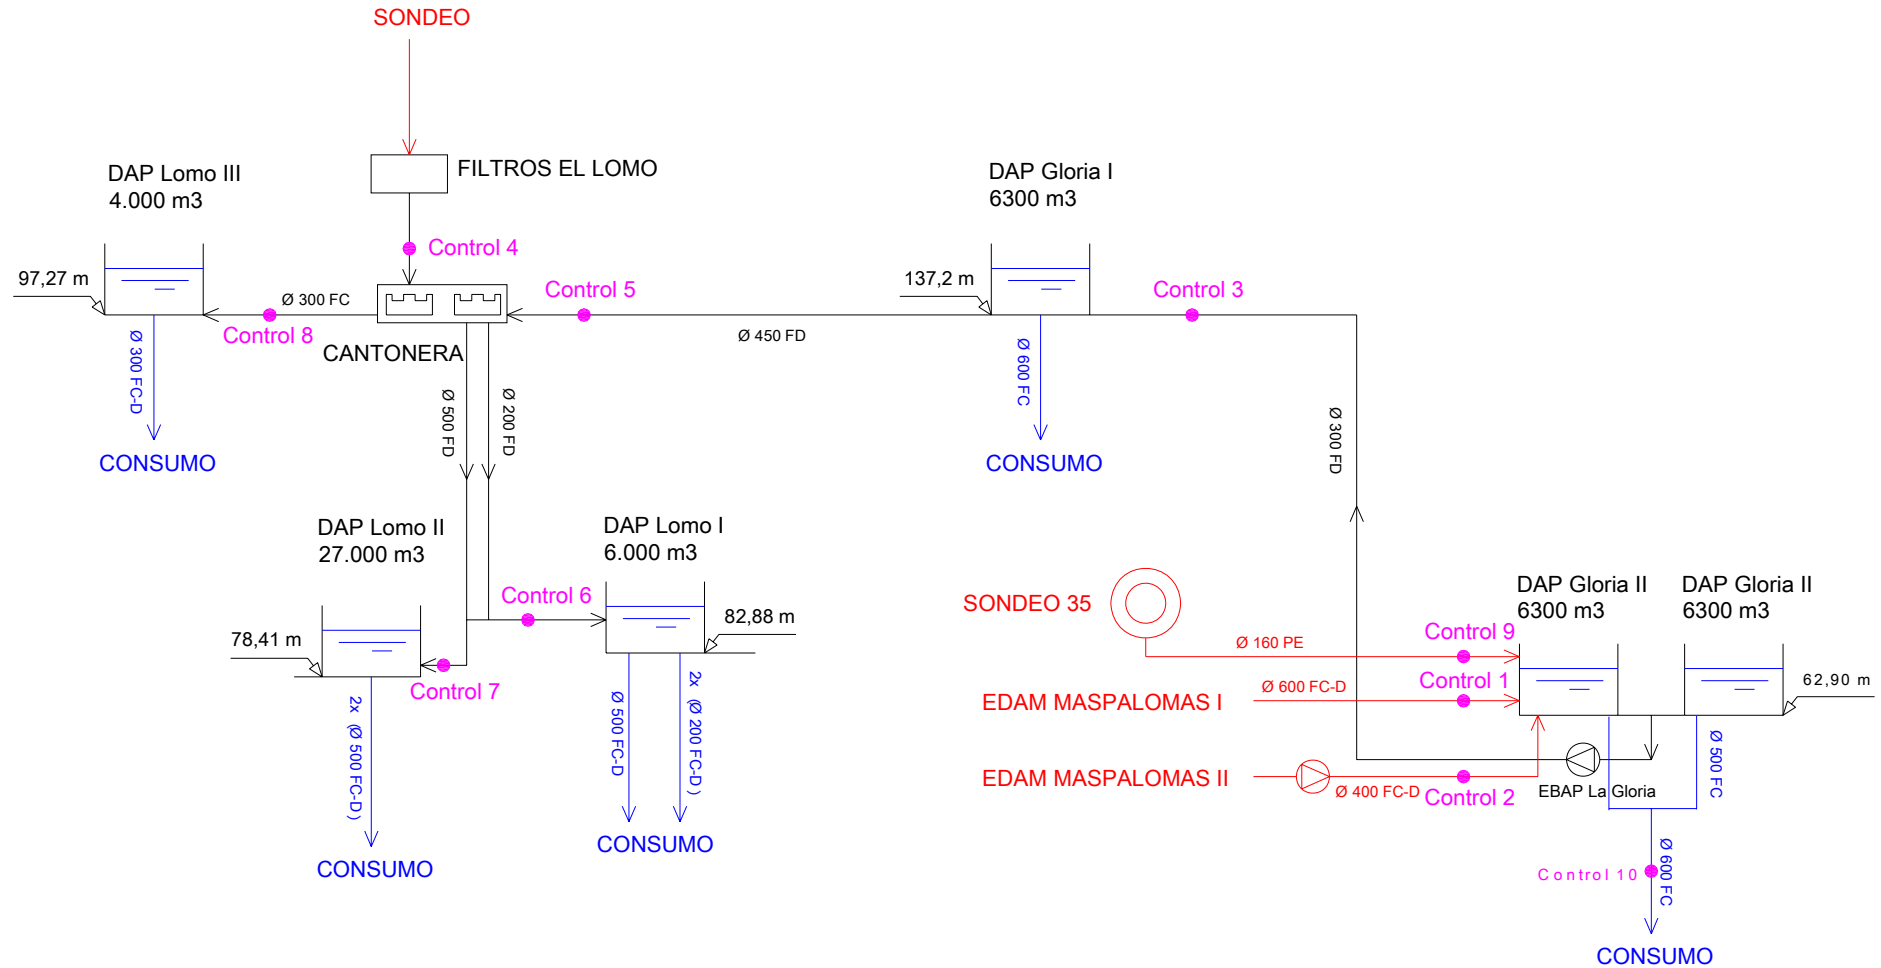 SONDEO
FILTROS EL LOMO
DAP Lomo III
4.000 m3
97,27 m
Ø 300 FC
Control 8
Control 4
CANTONERA
Ø 300 FC-D
CONSUMO
Control 5
Ø 450 FD
DAP Gloria I
6300 m3
137,2 m
Control 3
Ø 600 FC
CONSUMO
Ø 300 FD
Ø 500 FD
Ø 200 FD
DAP Lomo II
27.000 m3
78,41 m
Control 7
2x (Ø 500 FC-D)
CONSUMO
DAP Lomo I
6.000 m3
Control 6
82,88 m
Ø 500 FC-D
2x (Ø 200 FC-D)
CONSUMO
SONDEO 35
Ø 160 PE
Control 9
EDAM MASPALOMAS I
Ø 600 FC-D
Control 1
EDAM MASPALOMAS II
Ø 400 FC-D
Control 2
DAP Gloria II
6300 m3
DAP Gloria II
6300 m3
62,90 m
EBAP La Gloria
Ø 500 FC
Control 10
Ø 600 FC
CONSUMO